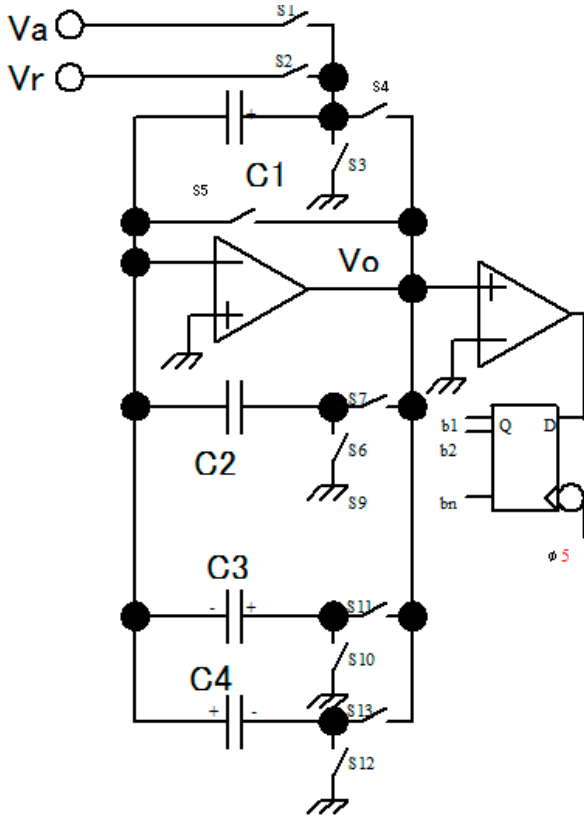 S1
Va
S2
Vr
S4
+
S3
C1
S5
Vo
S7
b1
Q
D
S6
b2
C2
S9
bn
C3
ϕ 5
-
+
S11
S10
C4
+
-
S13
S12